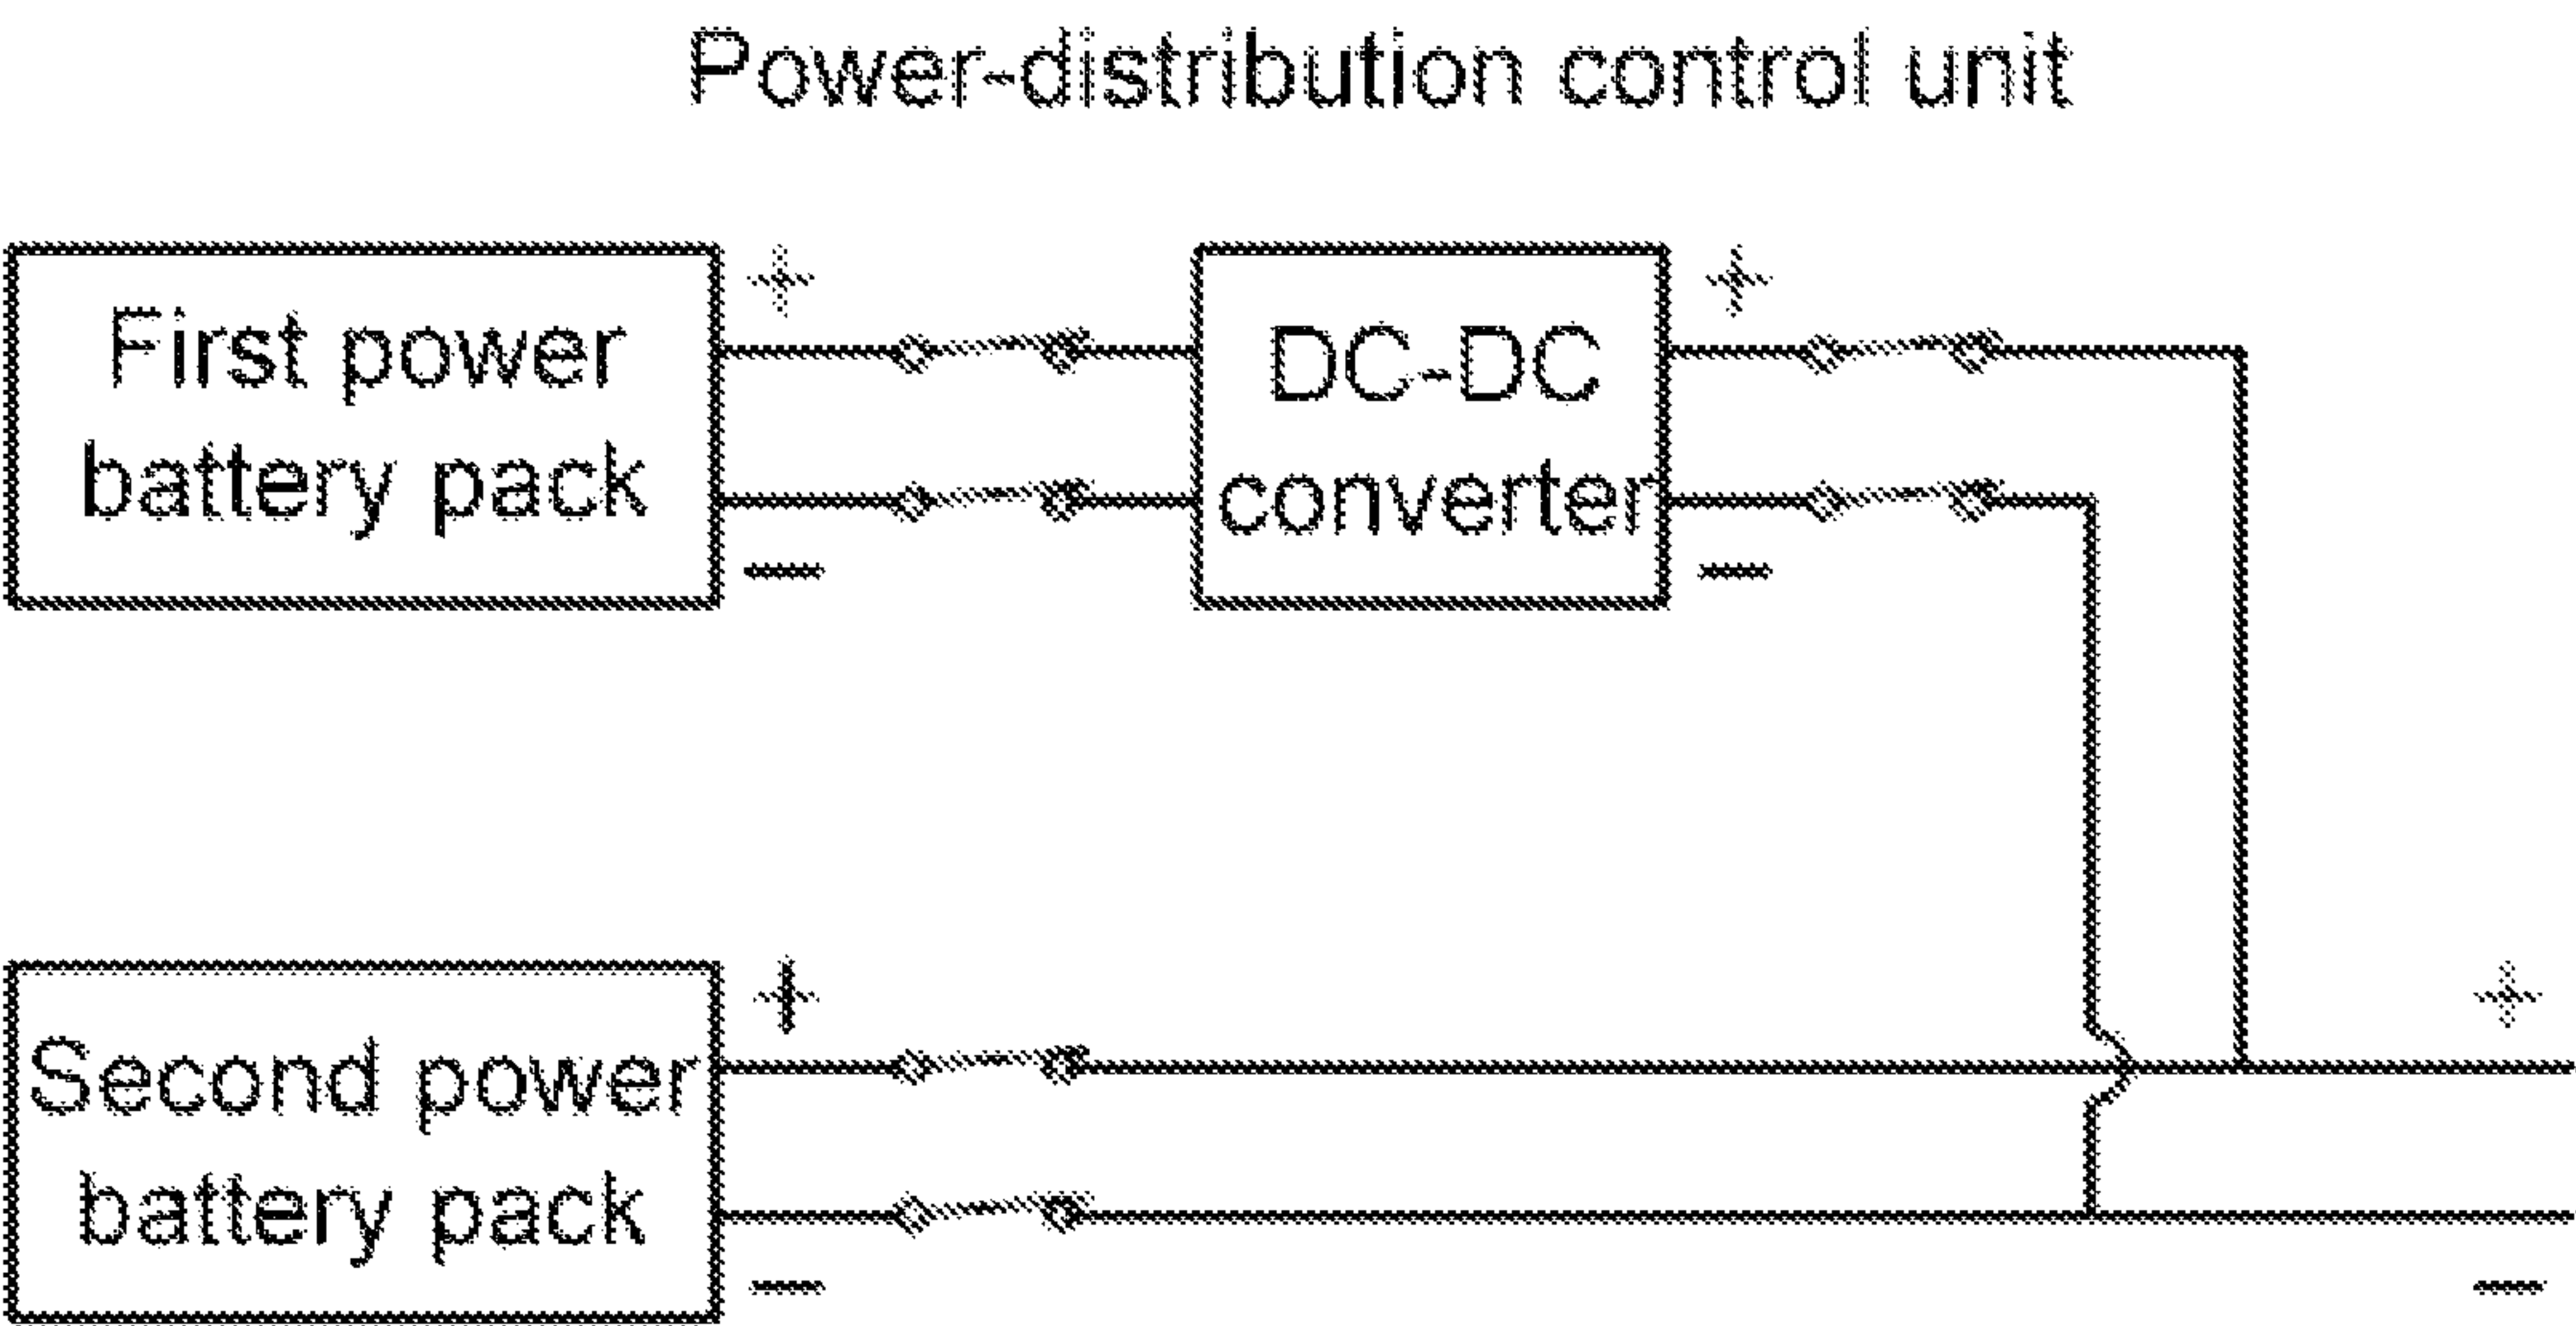 Power-distribution control unit
+
+
First power
battery pack
DC-DC
converter
—
—
+
+
Second power
battery pack
—
—